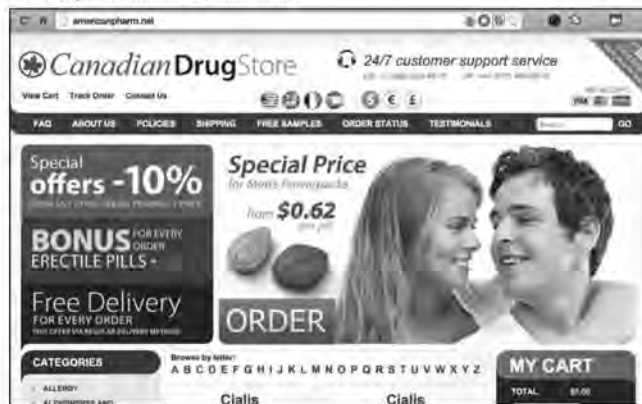 americanpharm.net
CanadianDrugStore
24/7 customer support service
View Cart Track Order Contact Us
$ € £
FAQ ABOUT US POLICIES SHIPPING FREE SAMPLES ORDER STATUS TESTIMONIALS
GO
Special
offers -10%
BONUS FOR EVERY
ORDER
ERECTILE PILLS
Free Delivery
FOR EVERY ORDER
Special Price
for Men's
from $0.62
per pill
ORDER
CATEGORIES
ALLERGY
Browse by letter:
A B C D E F G H I J K L M N O P Q R S T U V W X Y Z
Cialis
Cialis
MY CART
TOTAL $1.00